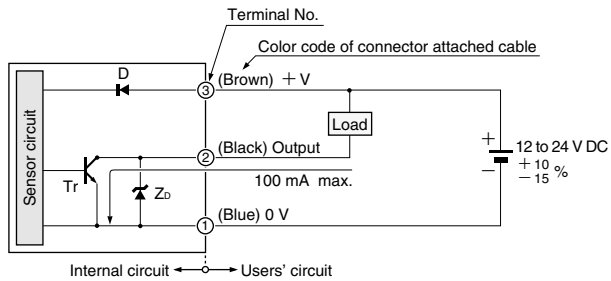 Terminal No.
Color code of connector attached cable
D
3
(Brown) +V
Load
Sensor circuit
(Black) Output
2
+
12 to 24 V DC
+ 10
− 15 %
−
Tr
ZD
100 mA max.
(Blue) 0 V
1
Internal circuit
Users' circuit